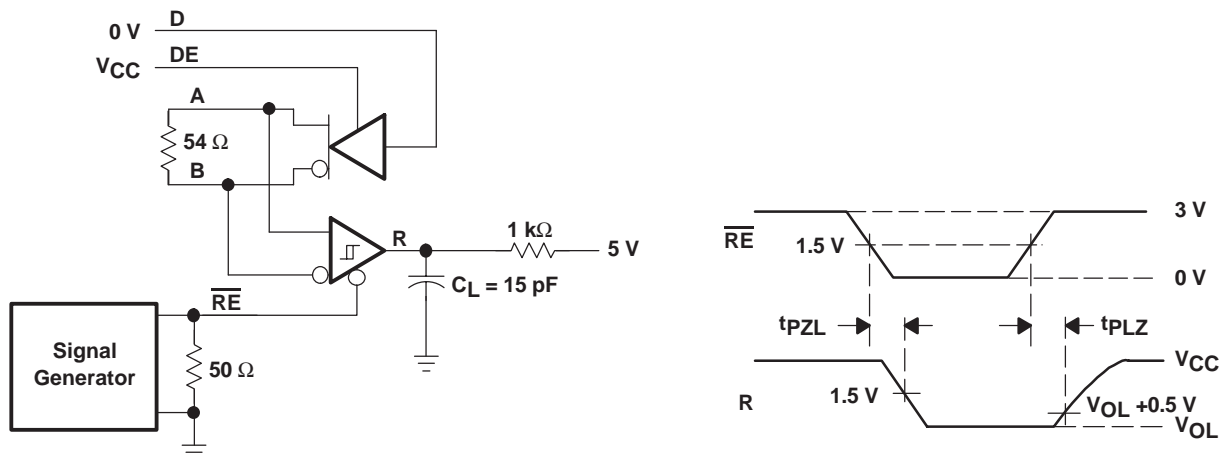 0 V
D
VCC
DE
A
54 Ω
B
R
1 kΩ
5 V
CL = 15 pF
RE
Signal
Generator
50 Ω
RE
3 V
1.5 V
0 V
tPZL
tPLZ
VCC
R
1.5 V
VOL +0.5 V
VOL